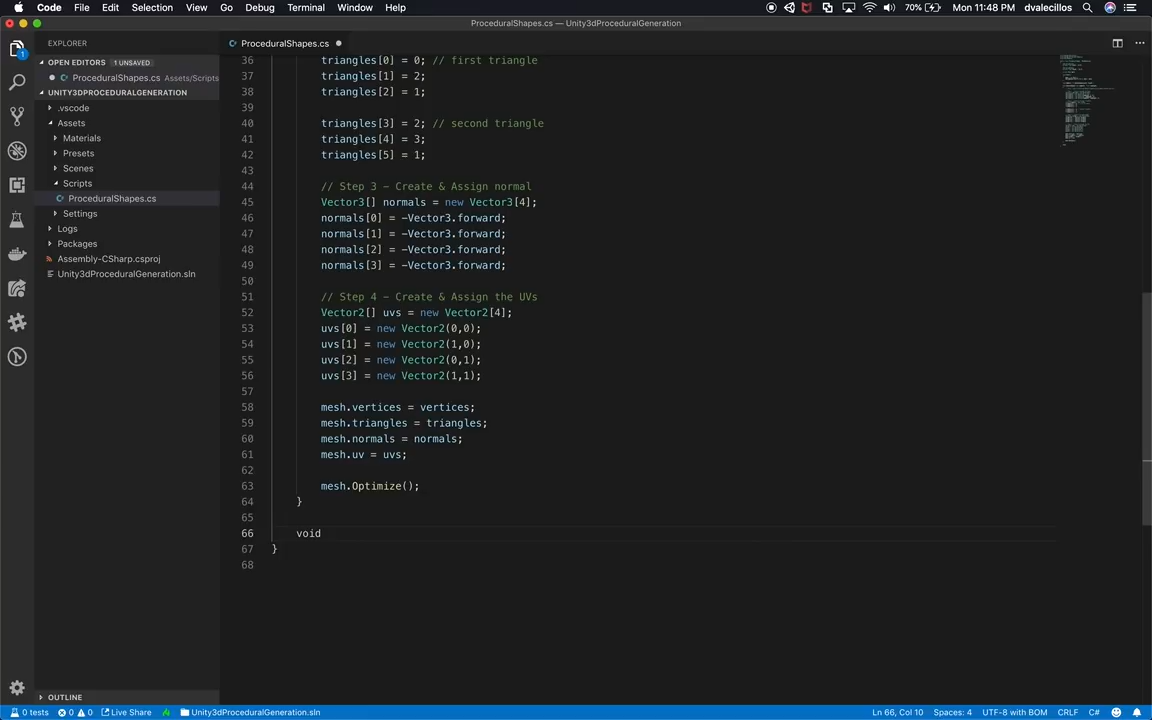 Code File Edit Selection View Go Debug Terminal Window Help 70% Mon 11:48 PM dvalecillos
ProceduralShapes.cs — Unity3dProceduralGeneration
EXPLORER
OPEN EDITORS 1 UNSAVED
ProceduralShapes.cs Assets/Scripts
UNITY3DPROCEDURALGENERATION
.vscode
Assets
Materials
Presets
Scenes
Scripts
ProceduralShapes.cs
Settings
Logs
Packages
Assembly-CSharp.csproj
Unity3dProceduralGeneration.sln
OUTLINE
1
ProceduralShapes.cs
36 triangles[0] = 0; // first triangle
37 triangles[1] = 2;
38 triangles[2] = 1;
39
40 triangles[3] = 2; // second triangle
41 triangles[4] = 3;
42 triangles[5] = 1;
43
44 // Step 3 - Create & Assign normal
45 Vector3[] normals = new Vector3[4];
46 normals[0] = -Vector3.forward;
47 normals[1] = -Vector3.forward;
48 normals[2] = -Vector3.forward;
49 normals[3] = -Vector3.forward;
50
51 // Step 4 - Create & Assign the UVs
52 Vector2[] uvs = new Vector2[4];
53 uvs[0] = new Vector2(0,0);
54 uvs[1] = new Vector2(1,0);
55 uvs[2] = new Vector2(0,1);
56 uvs[3] = new Vector2(1,1);
57
58 mesh.vertices = vertices;
59 mesh.triangles = triangles;
60 mesh.normals = normals;
61 mesh.uv = uvs;
62
63 mesh.Optimize();
64 }
65
66 void
67 }
68
0 tests 0 0 Live Share Unity3dProceduralGeneration.sln Ln 66, Col 10 Spaces: 4 UTF-8 with BOM CRLF C#